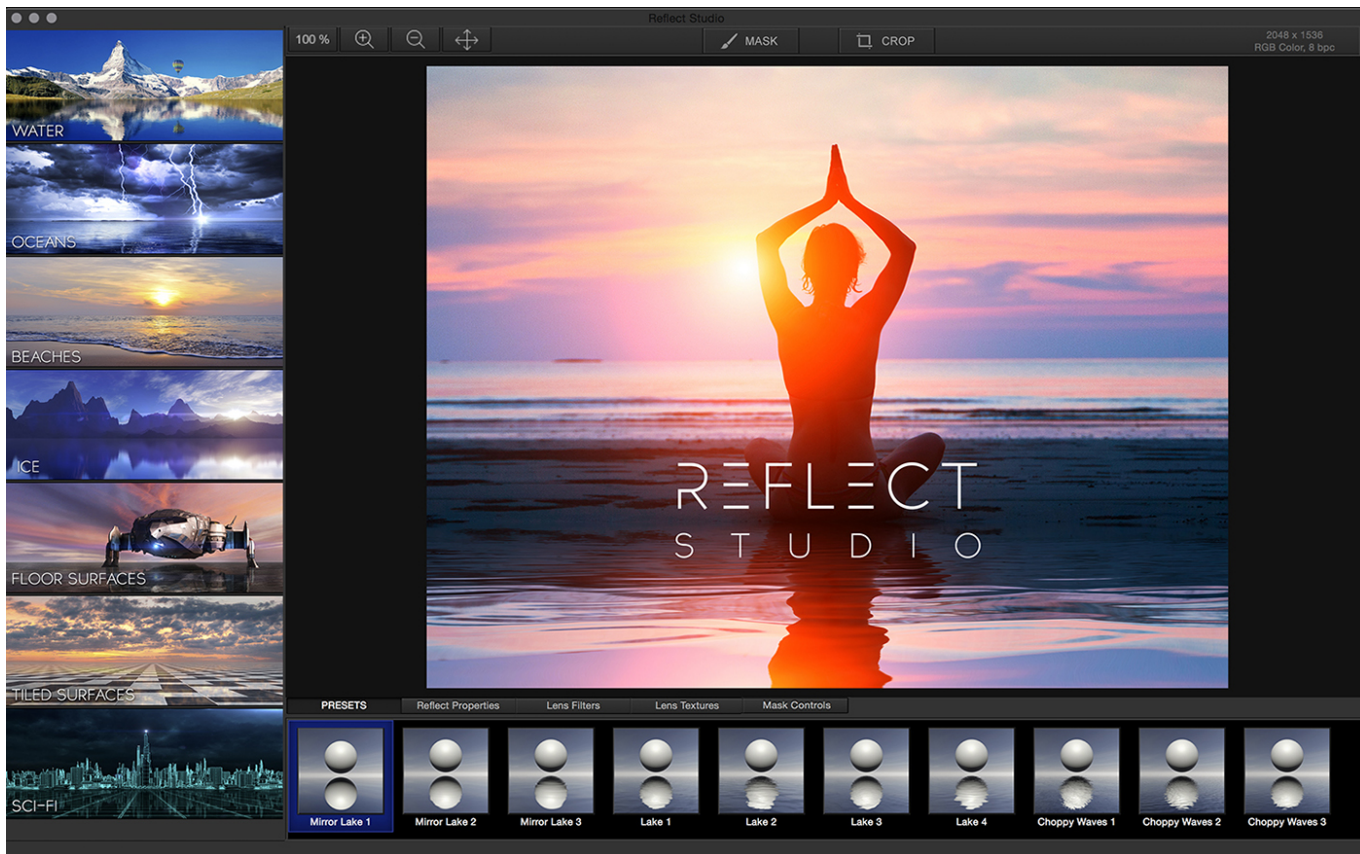 Reflect Studio
100 %
MASK
CROP
2048 x 1536
RGB Color, 8 bpc
WATER
OCEANS
BEACHES
ICE
FLOOR SURFACES
TILED SURFACES
SCI-FI
REFLECT
STUDIO
PRESETS
Reflect Properties
Lens Filters
Lens Textures
Mask Controls
Mirror Lake 1
Mirror Lake 2
Mirror Lake 3
Lake 1
Lake 2
Lake 3
Lake 4
Choppy Waves 1
Choppy Waves 2
Choppy Waves 3